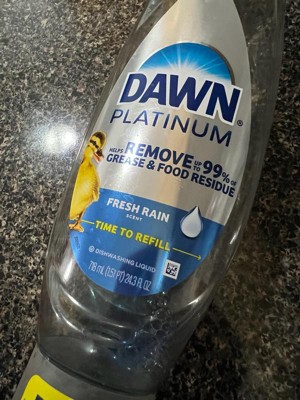 DAWN®
PLATINUM
HELPS REMOVE UP TO 99% OF
GREASE & FOOD RESIDUE
FRESH RAIN
SCENT
TIME TO REFILL
DISHWASHING LIQUID
718 mL (1.51 PT) 24.3 FL OZ